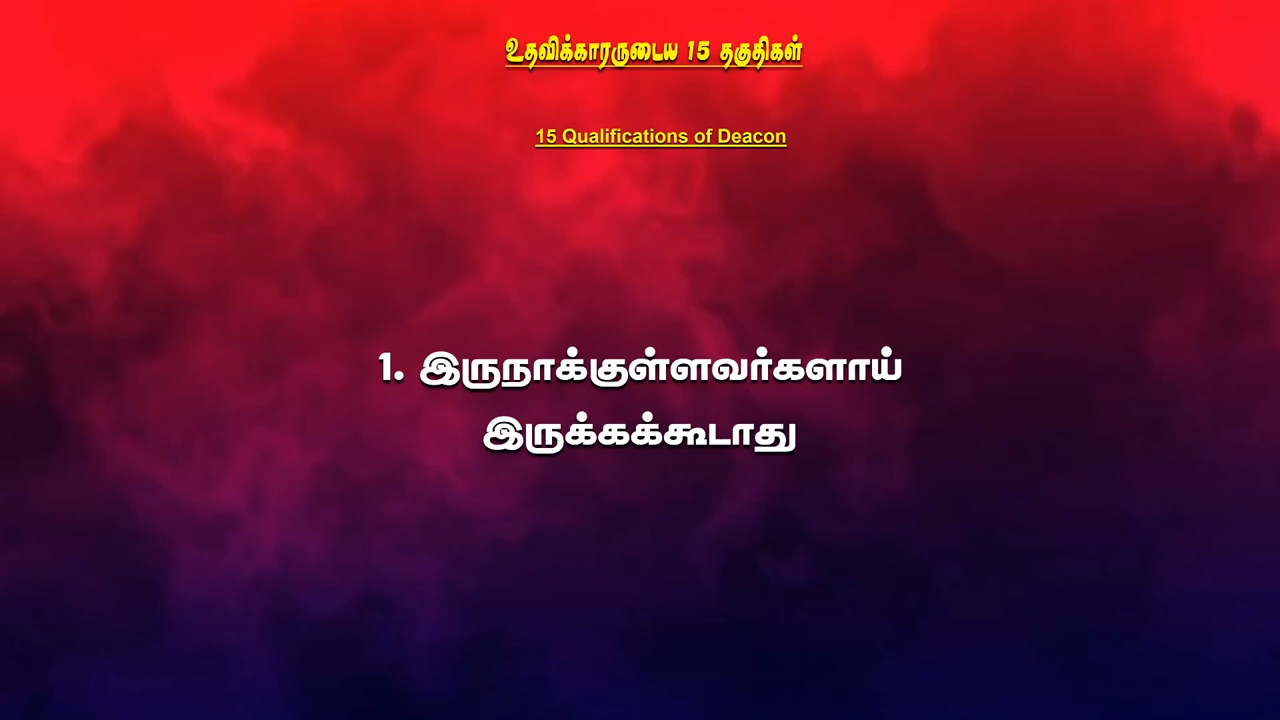 உதவிக்காரருடைய 15 தகுதிகள்
15 Qualifications of Deacon
1. இருநாக்குள்ளவர்களாய்
இருக்கக்கூடாது